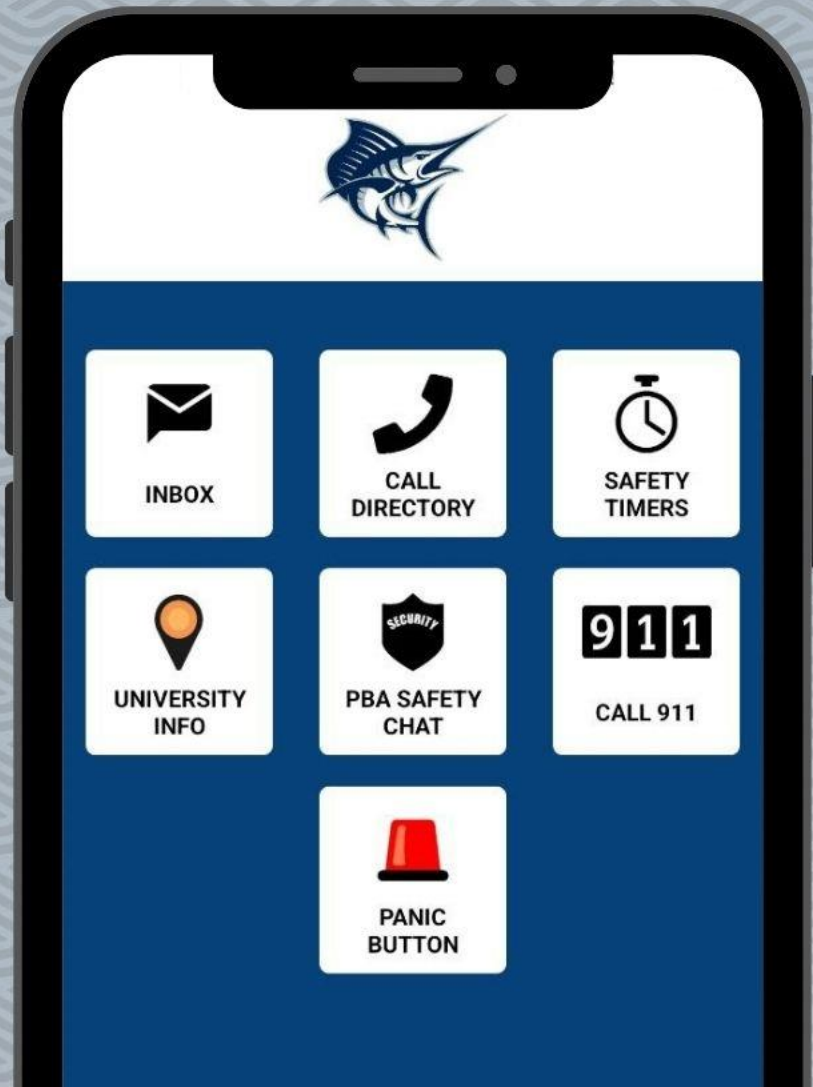 INBOX
CALL
DIRECTORY
SAFETY
TIMERS
UNIVERSITY
INFO
SECURITY
PBA SAFETY
CHAT
911
CALL 911
PANIC
BUTTON